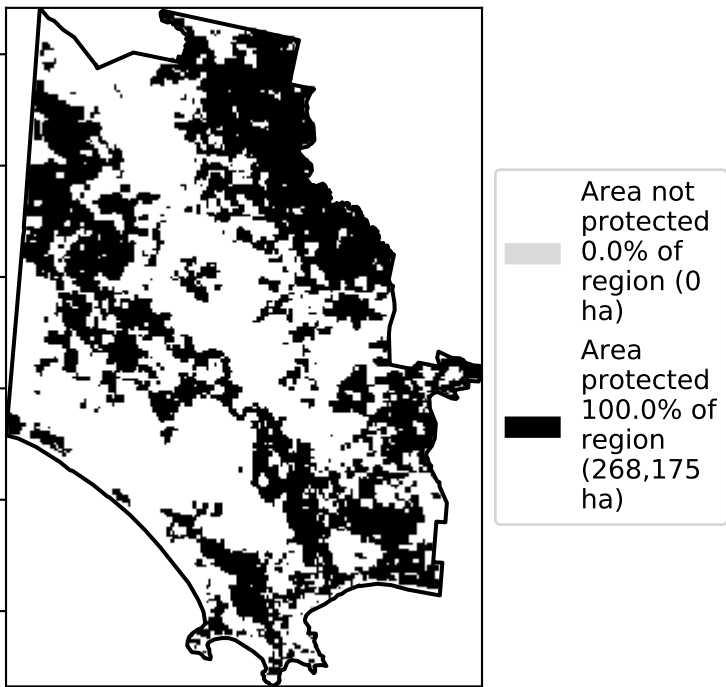 Area not
protected
0.0% of
region (0
ha)
Area
protected
100.0% of
region
(268,175
ha)